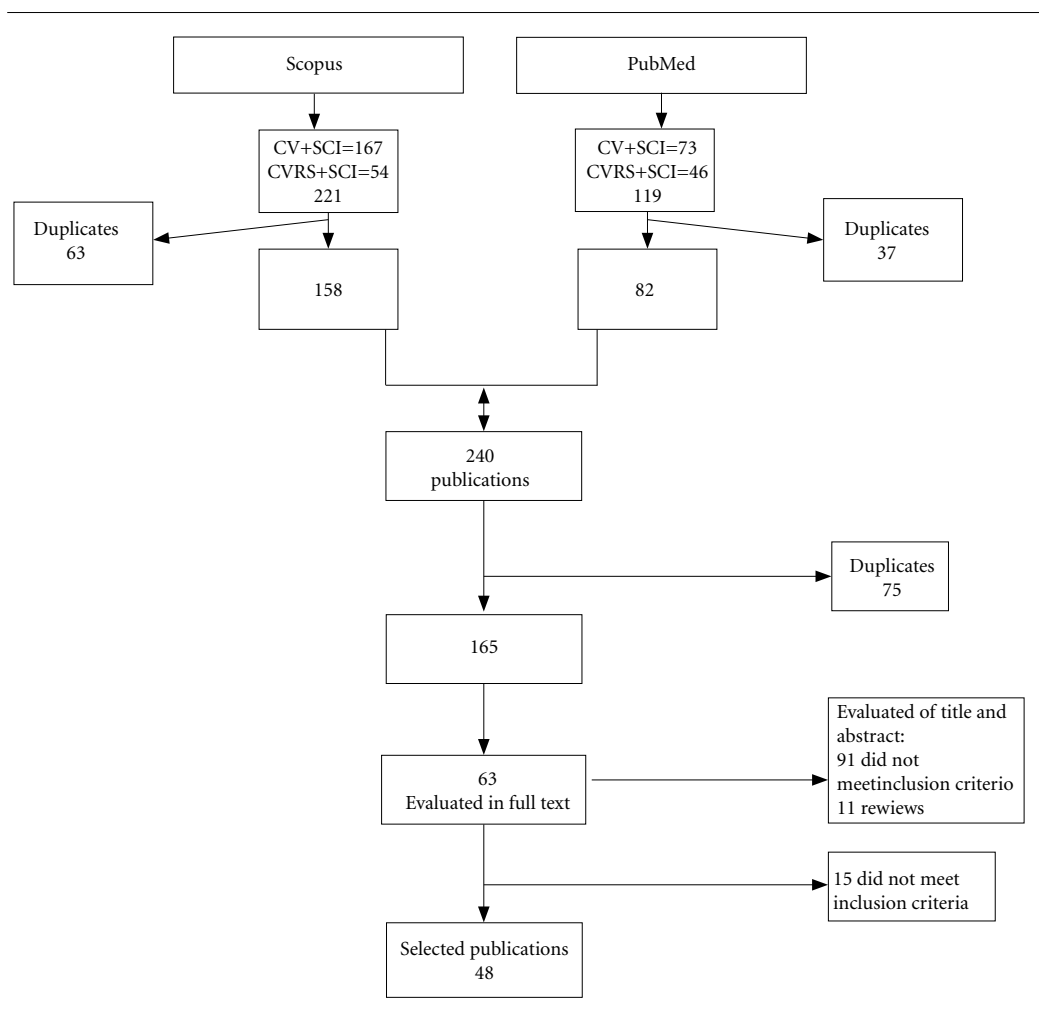 Scopus
PubMed
CV+SCI=167
CVRS+SCI=54
221
CV+SCI=73
CVRS+SCI=46
119
Duplicates
63
Duplicates
37
158
82
240
publications
Duplicates
75
165
Evaluated of title and
abstract:
91 did not
meetinclusion criterio
11 rewiews
63
Evaluated in full text
15 did not meet
inclusion criteria
Selected publications
48